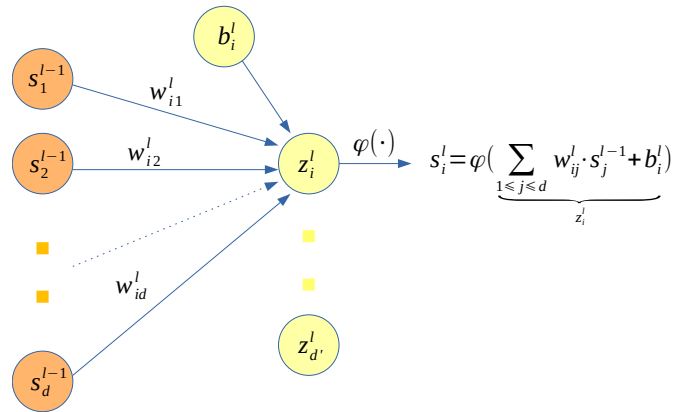 b_i^l
s_1^{l-1}
w_{i1}^l
s_2^{l-1}
w_{i2}^l
z_i^l
φ(·)
s_i^l=φ(∑_{1≤j≤d} w_{ij}^l·s_j^{l-1}+b_i^l)
z_i^l
w_{id}^l
z_{d'}^l
s_d^{l-1}